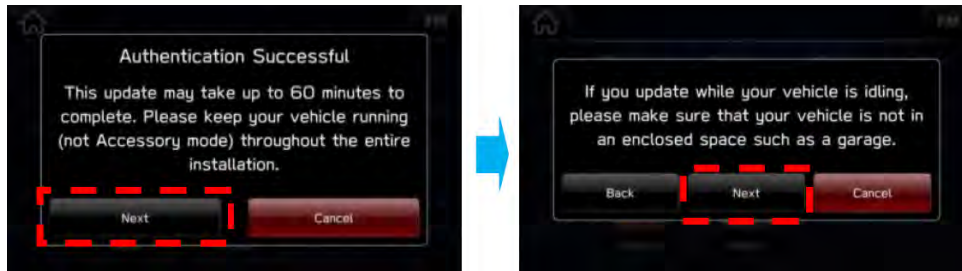 Authentication Successful
This update may take up to 60 minutes to
complete. Please keep your vehicle running
(not Accessory mode) throughout the entire
installation.
Next
Cancel
If you update while your vehicle is idling,
please make sure that your vehicle is not in
an enclosed space such as a garage.
Back
Next
Cancel